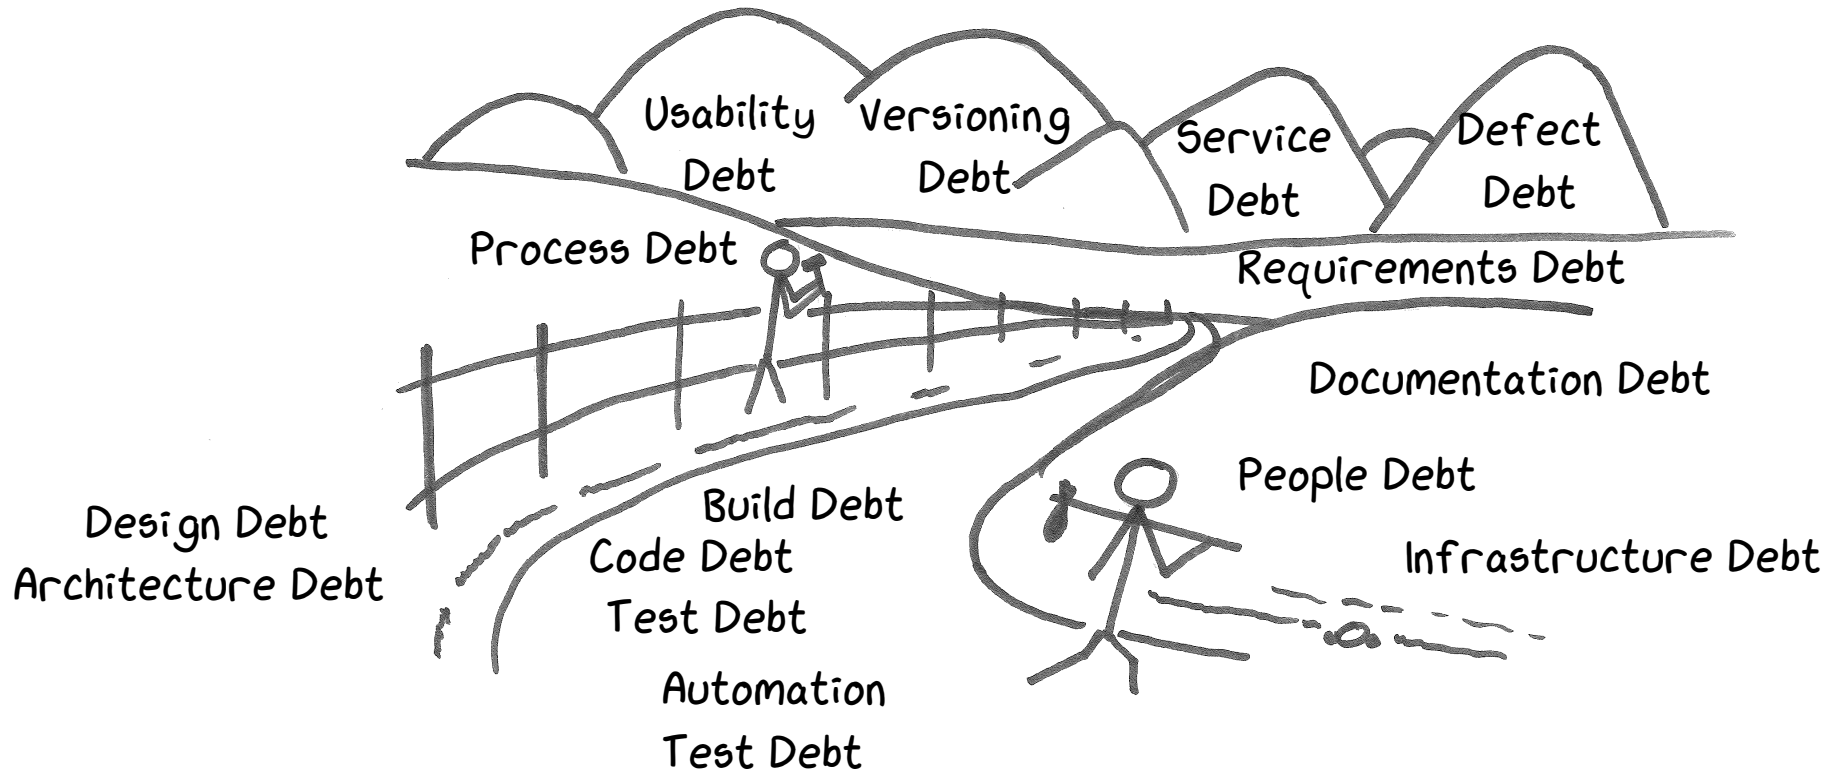 Usability
Debt
Versioning
Debt
Service
Debt
Defect
Debt
Process Debt
Requirements Debt
Documentation Debt
People Debt
Infrastructure Debt
Design Debt
Architecture Debt
Build Debt
Code Debt
Test Debt
Automation
Test Debt